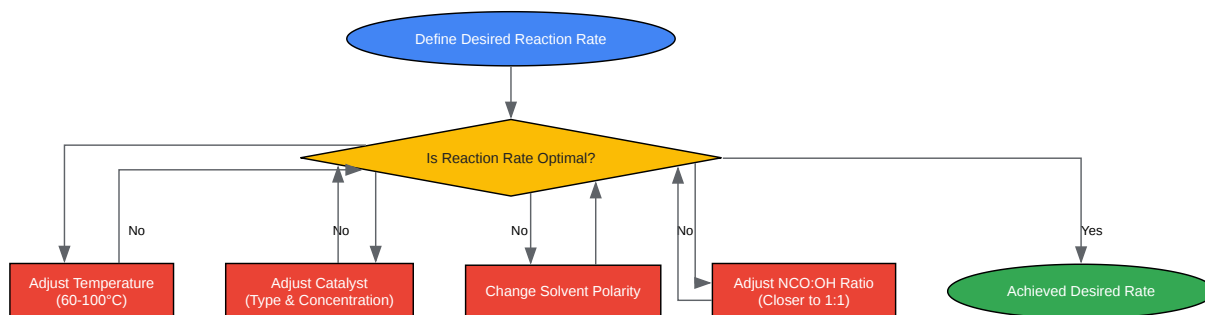 Define Desired Reaction Rate
Is Reaction Rate Optimal?
No
No
No
No
Yes
Adjust Temperature
(60-100°C)
Adjust Catalyst
(Type & Concentration)
Change Solvent Polarity
Adjust NCO:OH Ratio
(Closer to 1:1)
Achieved Desired Rate